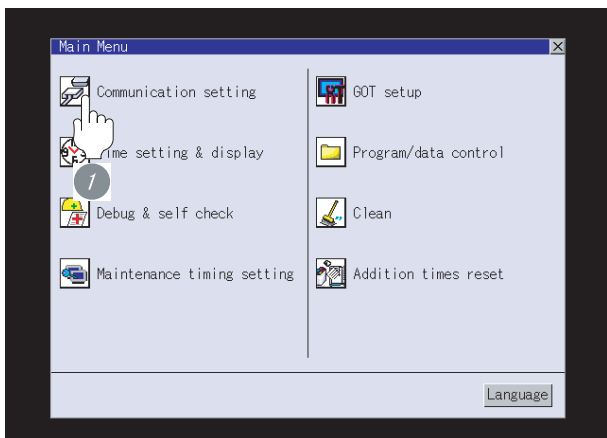 Main Menu
Communication setting
GOT setup
ime setting & display
Program/data control
1
Debug & self check
Clean
Maintenance timing setting
Addition times reset
Language